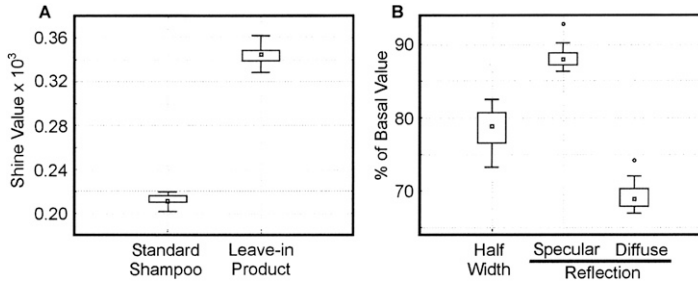 A
Shine Value x 10³
0.36
0.32
0.28
0.24
0.20
Standard
Shampoo
Leave-in
Product
B
% of Basal Value
90
80
70
Half
Width
Specular
Diffuse
Reflection